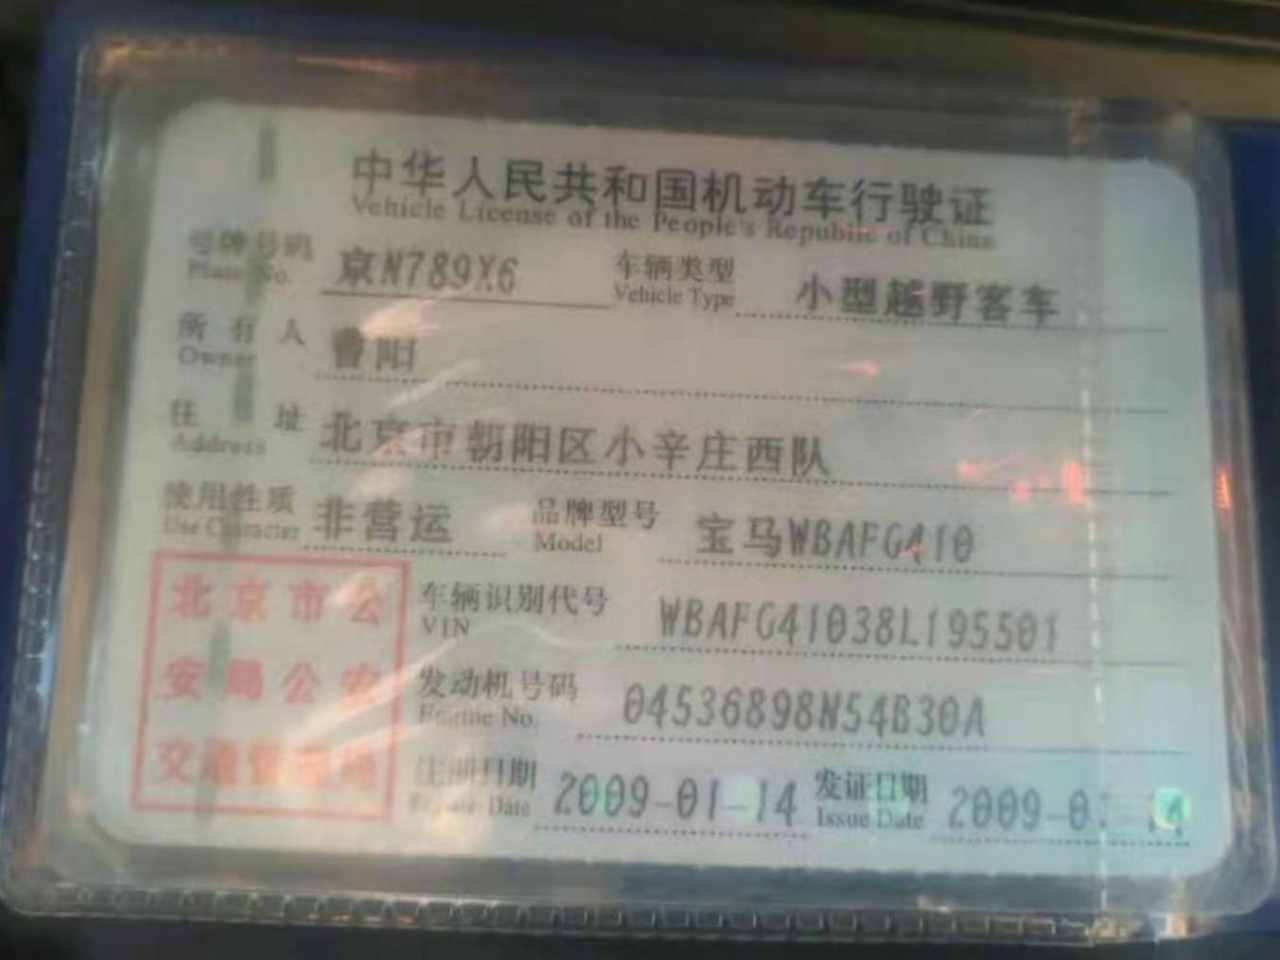 中华人民共和国机动车行驶证
Vehicle License of the People's Republic of China
号牌号码 京N789X6 车辆类型 小型越野客车
Plate No. Vehicle Type
所有人 曹阳
Owner
住址 北京市朝阳区小辛庄西队
Address
使用性质 非营运 品牌型号 宝马WBAFG410
Use Character Model
北京市公
安局公安
交通管理局
车辆识别代号 WBAFG41038L195501
VIN
发动机号码 04536898N54B30A
Engine No.
注册日期 2009-01-14 发证日期 2009-0
Register Date Issue Date